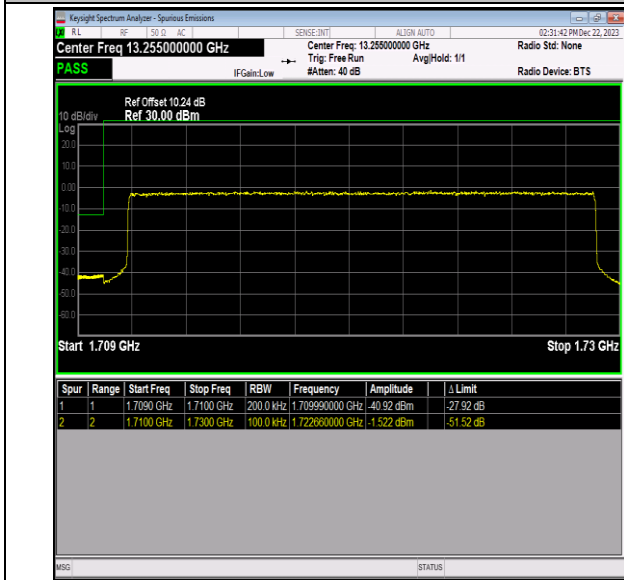 Keysight Spectrum Analyzer - Spurious Emissions
RL RF 50 Ω AC SENSE:INT ALIGN AUTO 02:31:42 PM Dec 22, 2023
Center Freq 13.255000000 GHz Center Freq: 13.255000000 GHz Radio Std: None
Trig: Free Run Avg|Hold: 1/1
PASS IFGain:Low #Atten: 40 dB Radio Device: BTS
Ref Offset 10.24 dB
10 dB/div Ref 30.00 dBm
Log
20.0
10.0
0.00
-10.0
-20.0
-30.0
-40.0
-50.0
-60.0
Start 1.709 GHz Stop 1.73 GHz
Spur Range Start Freq Stop Freq RBW Frequency Amplitude Δ Limit
1 1 1.7090 GHz 1.7100 GHz 200.0 kHz 1.709990000 GHz -40.92 dBm -27.92 dB
2 2 1.7100 GHz 1.7300 GHz 100.0 kHz 1.722660000 GHz -1.522 dBm -51.52 dB
MSG STATUS